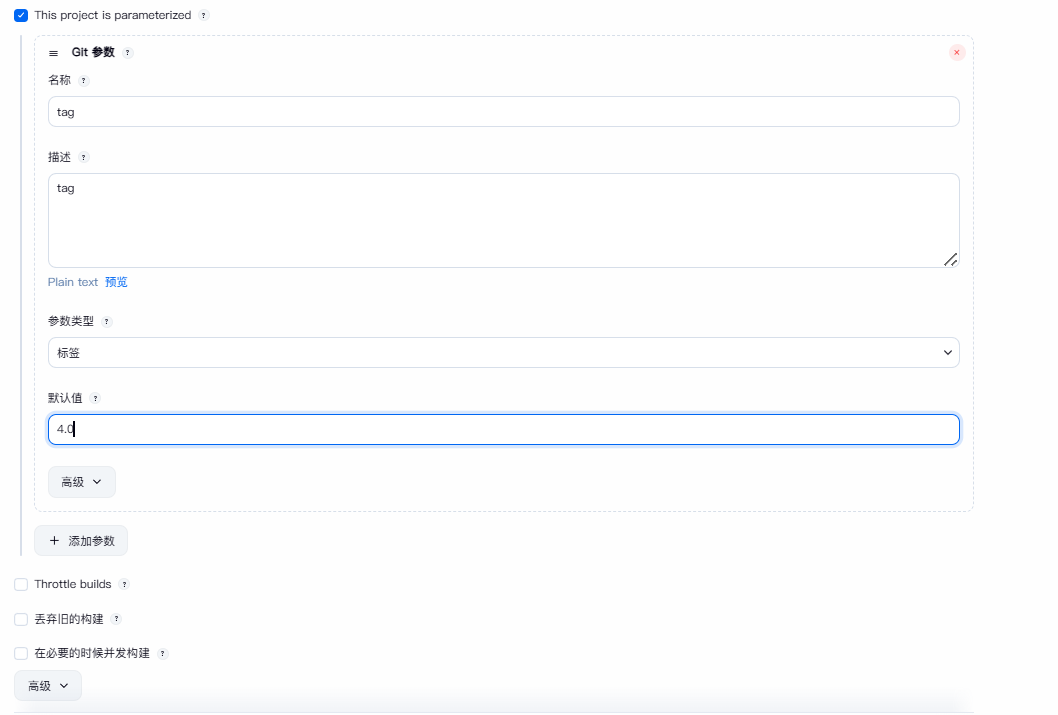 This project is parameterized ?
Git 参数 ?
名称 ?
tag
描述 ?
tag
Plain text 预览
参数类型 ?
标签
默认值 ?
4.0
高级
添加参数
Throttle builds ?
丢弃旧的构建 ?
在必要的时候并发构建 ?
高级